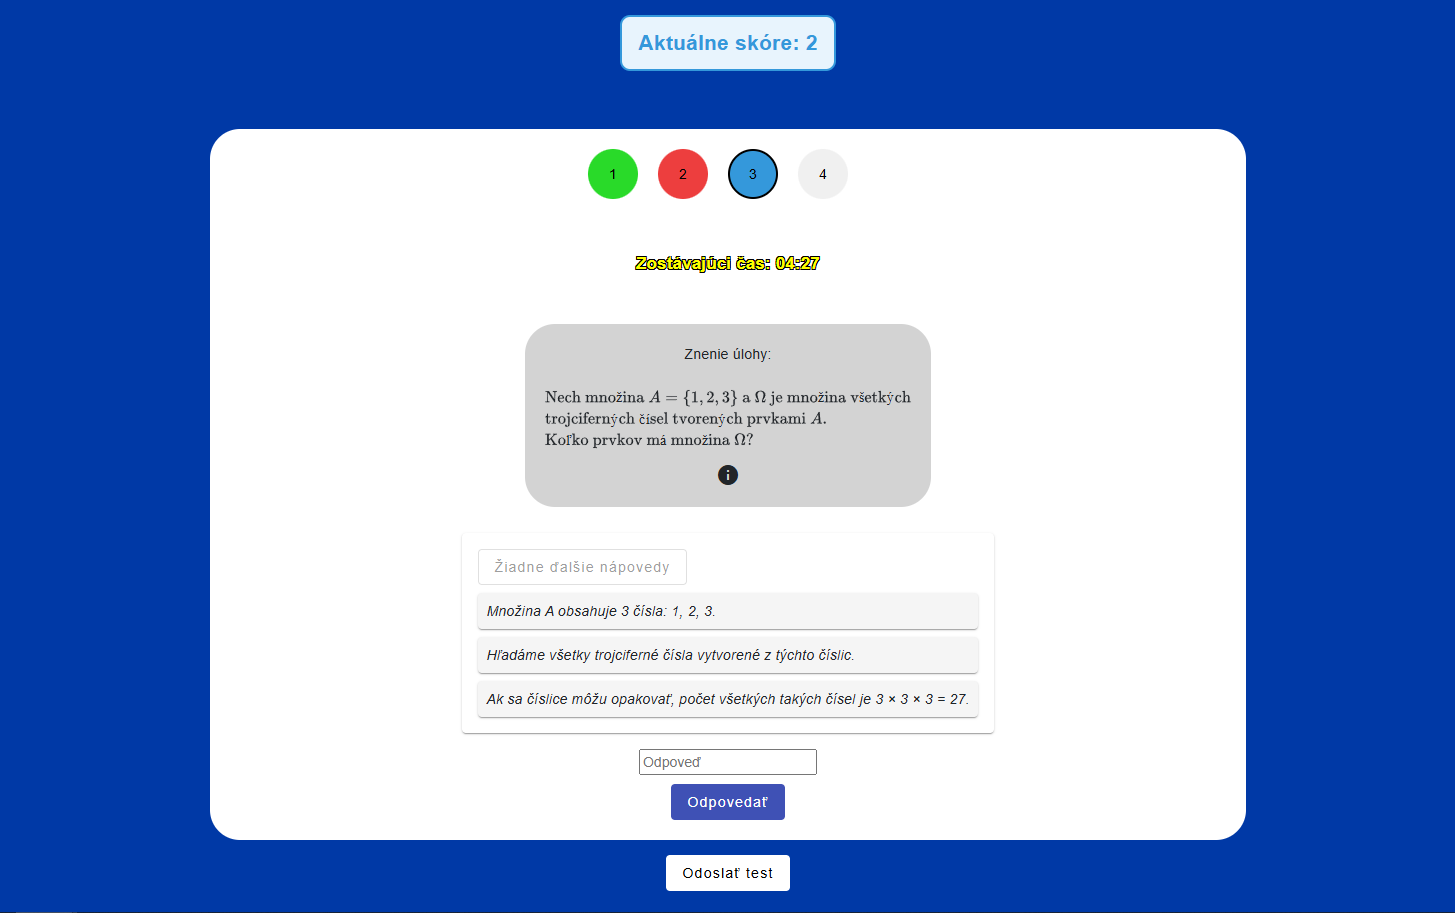 Aktuálne skóre: 2
1 2 3 4
Zostávajúci čas: 04:27
Znenie úlohy:
Nech množina A = {1, 2, 3} a Ω je množina všetkých
trojciferných čísel tvorených prvkami A.
Koľko prvkov má množina Ω?
Žiadne ďalšie nápovedy
Množina A obsahuje 3 čísla: 1, 2, 3.
Hľadáme všetky trojciferné čísla vytvorené z týchto číslic.
Ak sa číslice môžu opakovať, počet všetkých takých čísel je 3 × 3 × 3 = 27.
Odpoveď
Odpovedať
Odoslať test